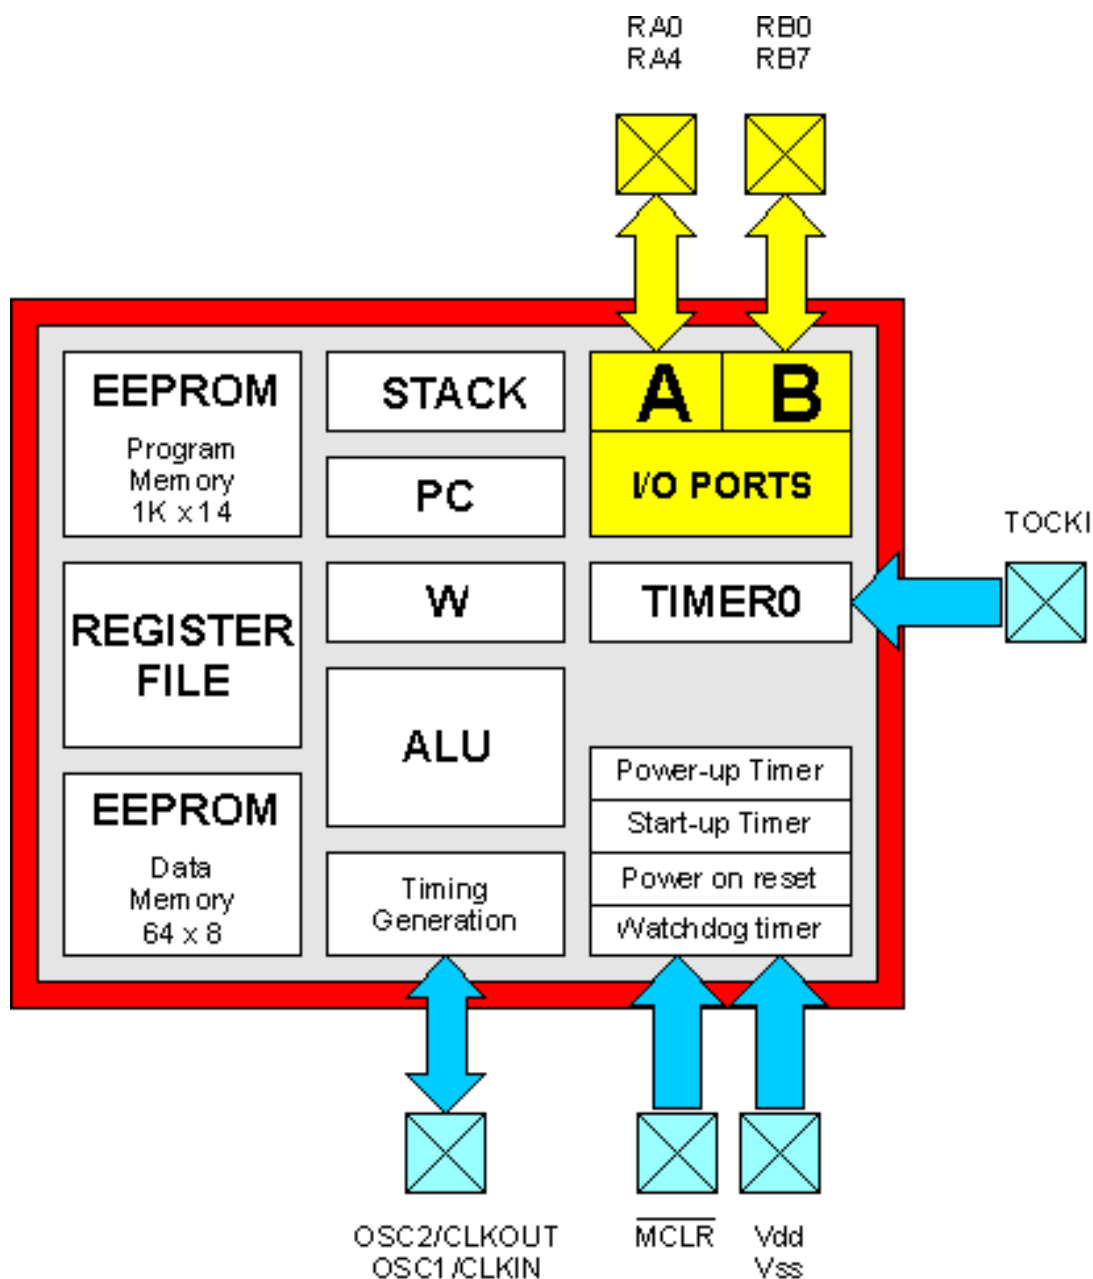 RA0
RA4
RB0
RB7
EEPROM
Program
Memory
1K x14
STACK
A
B
PC
I/O PORTS
TOCKI
REGISTER
FILE
W
TIMER0
ALU
Power-up Timer
Start-up Timer
Power on reset
Watchdog timer
EEPROM
Data
Memory
64 x 8
Timing
Generation
OSC2/CLKOUT
OSC1/CLKIN
MCLR
Vdd
Vss